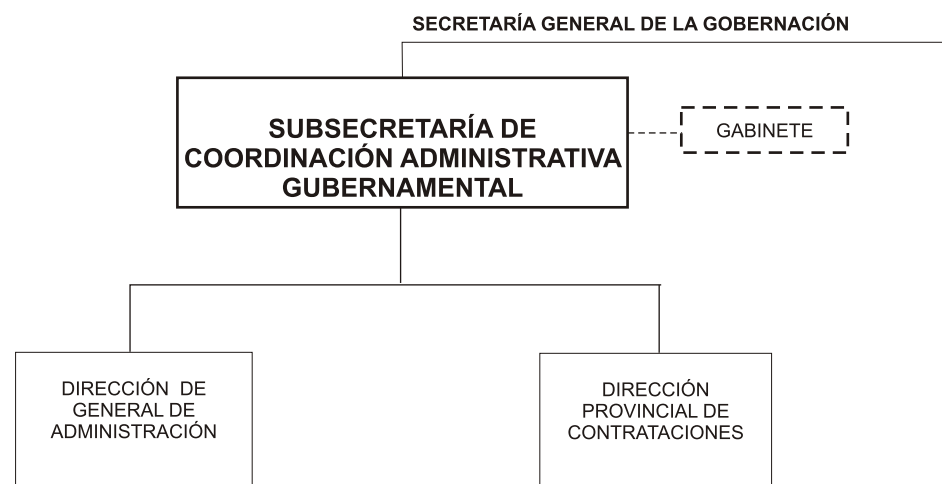 SECRETARÍA GENERAL DE LA GOBERNACIÓN
SUBSECRETARÍA DE
COORDINACIÓN ADMINISTRATIVA
GUBERNAMENTAL
GABINETE
DIRECCIÓN DE
GENERAL DE
ADMINISTRACIÓN
DIRECCIÓN
PROVINCIAL DE
CONTRATACIONES